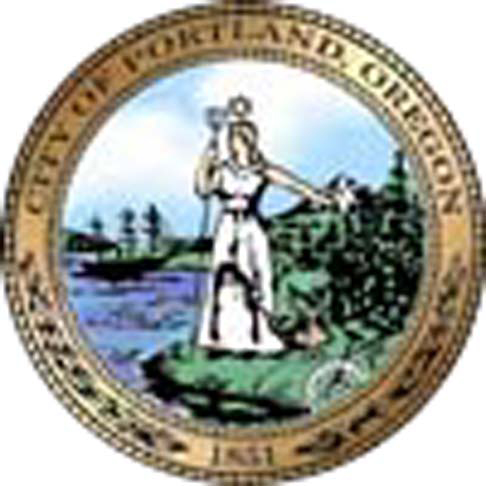 CITY OF PORTLAND, OREGON
1851